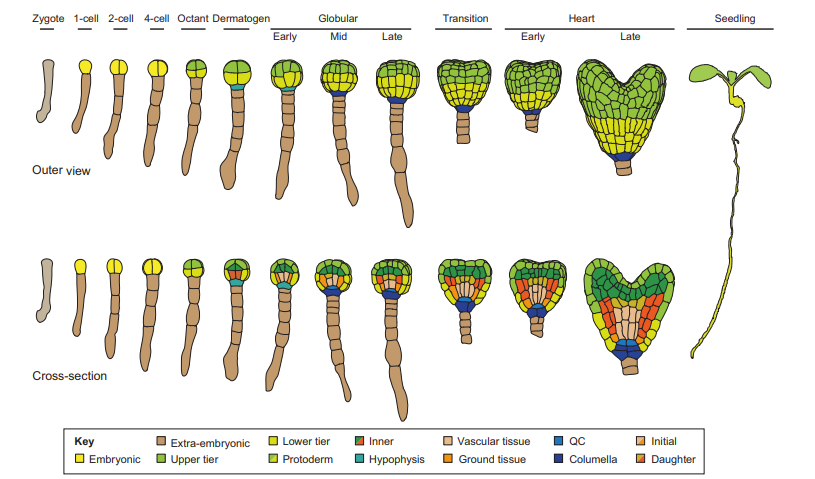 Zygote 1-cell 2-cell 4-cell Octant Dermatogen Globular Transition Heart Seedling
Early Mid Late Early Late
Outer view
Cross-section
Key Extra-embryonic Lower tier Inner Vascular tissue QC Initial
Embryonic Upper tier Protoderm Hypophysis Ground tissue Columella Daughter